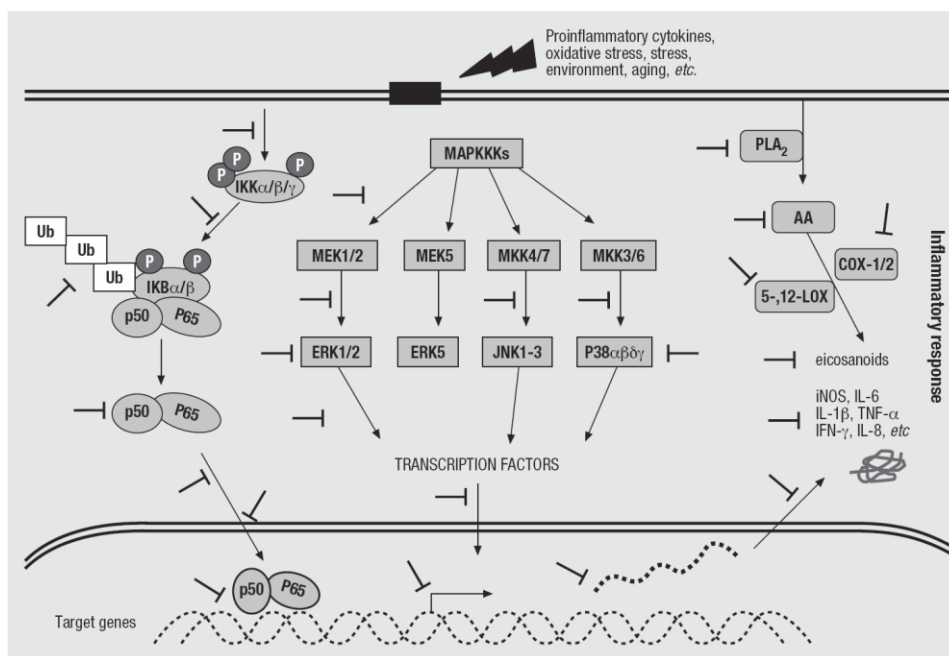 Proinflammatory cytokines,
oxidative stress, stress,
environment, aging, etc.
P
P
P
IKKα/β/γ
Ub
Ub
Ub
P
P
IKBα/β
p50
P65
p50
P65
MAPKKKs
MEK1/2
MEK5
MKK4/7
MKK3/6
ERK1/2
ERK5
JNK1-3
P38αβδγ
TRANSCRIPTION FACTORS
PLA2
AA
COX-1/2
5-,12-LOX
eicosanoids
iNOS, IL-6
IL-1β, TNF-α
IFN-γ, IL-8, etc
Inflammatory response
p50
P65
Target genes